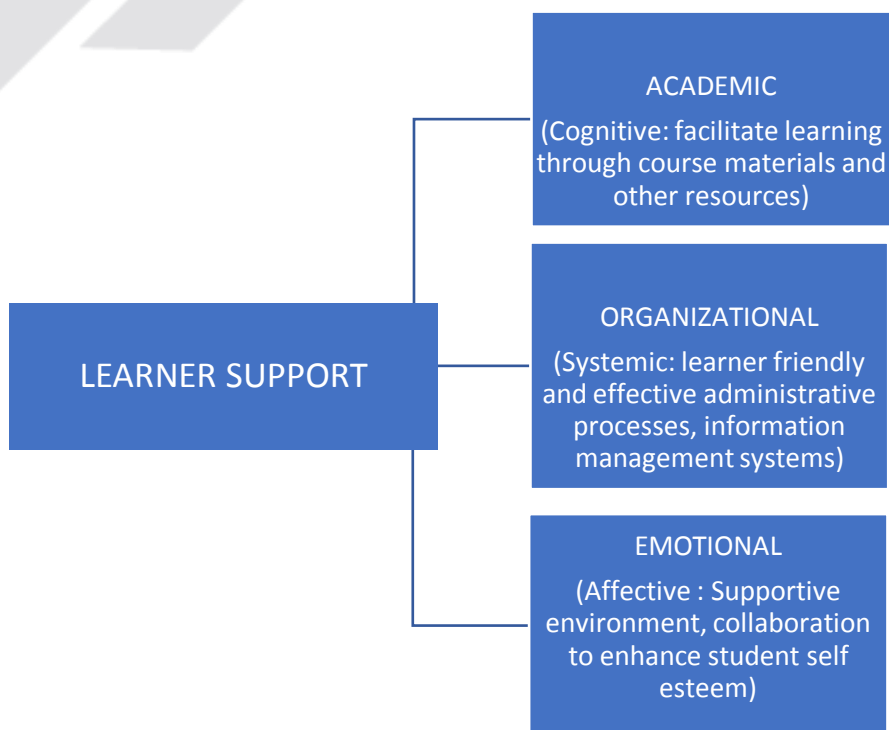 ACADEMIC
(Cognitive: facilitate learning
through course materials and
other resources)
LEARNER SUPPORT
ORGANIZATIONAL
(Systemic: learner friendly
and effective administrative
processes, information
management systems)
EMOTIONAL
(Affective : Supportive
environment, collaboration
to enhance student self
esteem)